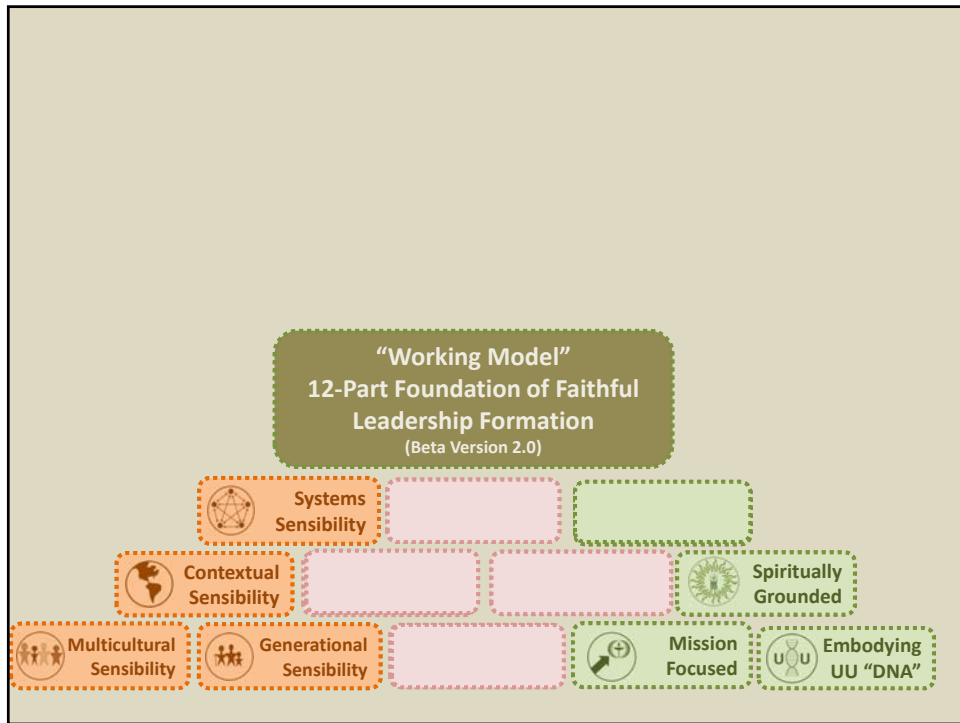 “Working Model”
12-Part Foundation of Faithful
Leadership Formation
(Beta Version 2.0)
Systems
Sensibility
Contextual
Sensibility
Spiritually
Grounded
Multicultural
Sensibility
Generational
Sensibility
Mission
Focused
U U
Embodying
UU “DNA”